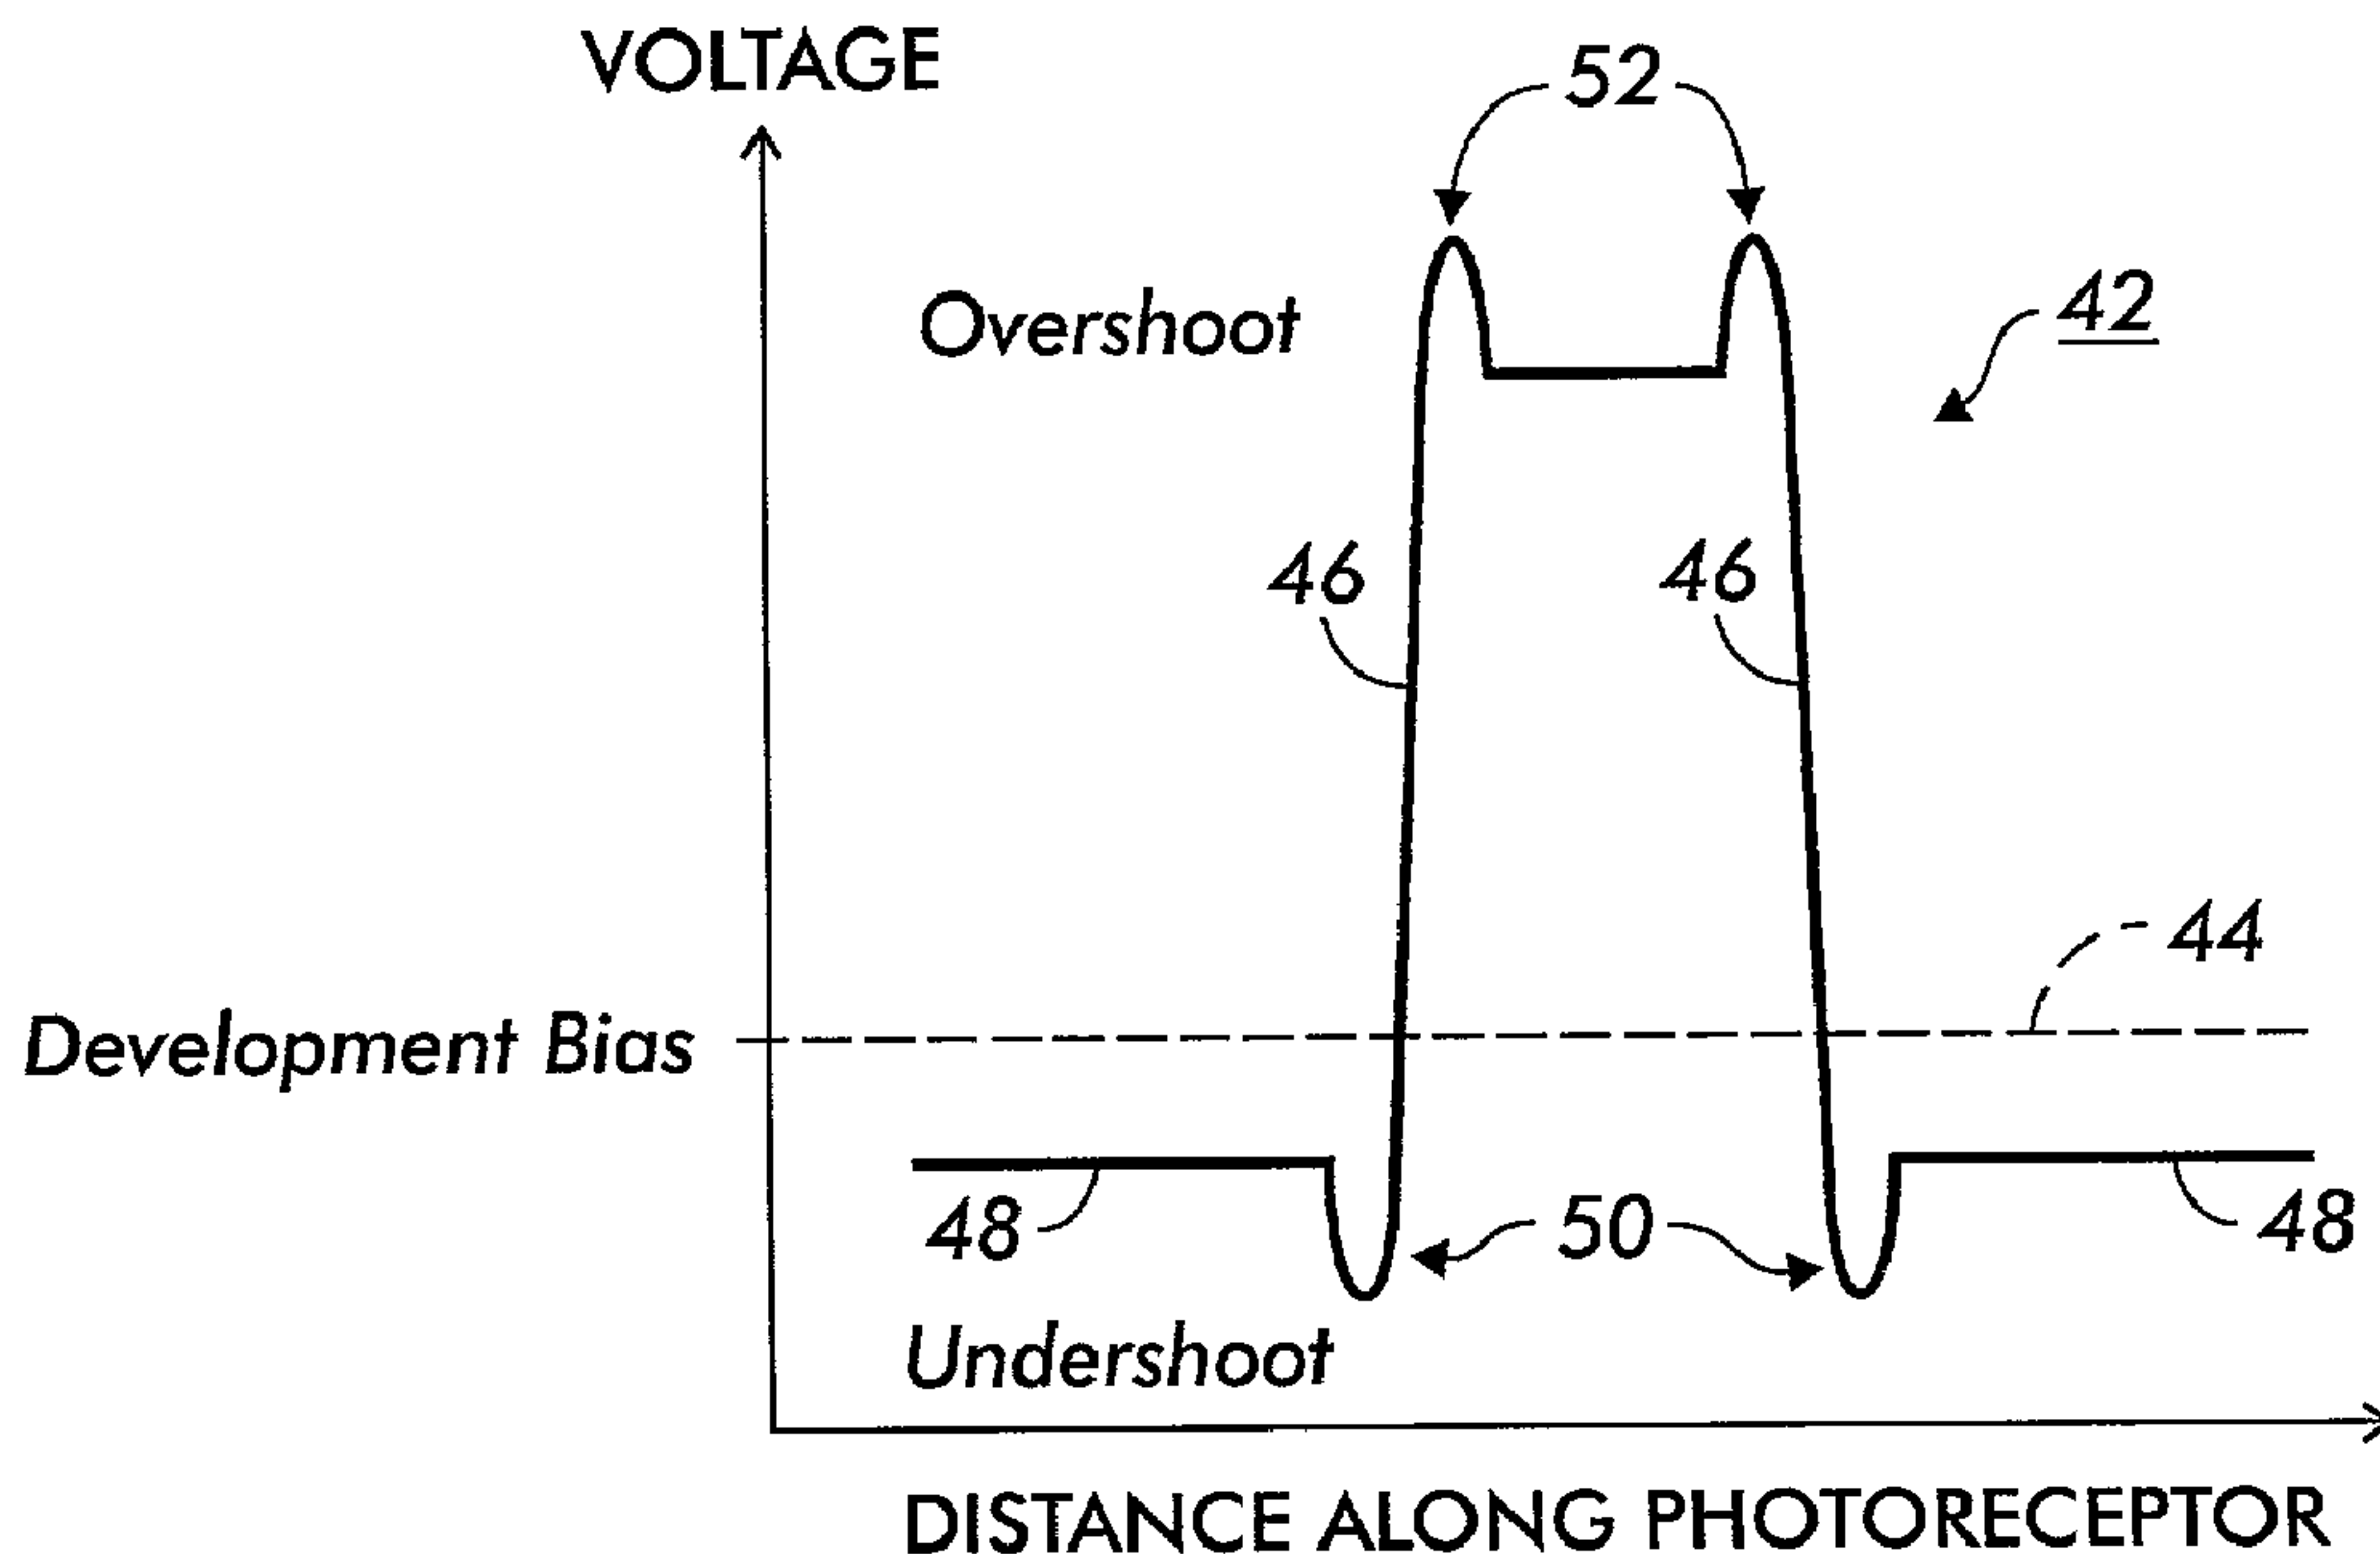 VOLTAGE
52
Overshoot
42
46
46
44
Development Bias
48
50
48
Undershoot
DISTANCE ALONG PHOTORECEPTOR